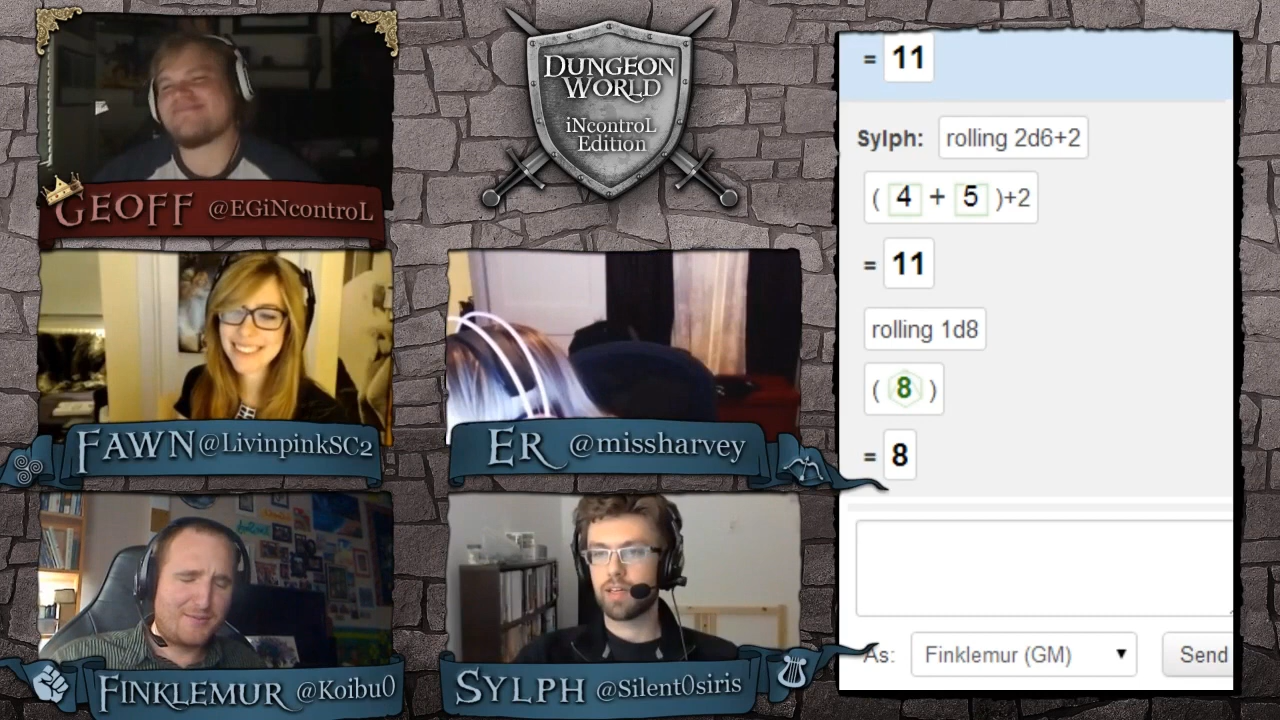 GEOFF @EGiNcontroL
DUNGEON
WORLD
iNcontroL
Edition
FAWN @LivinpinkSC2
ER @missharvey
FINKLEMUR @Koibu0
SYLPH @Silent0siris
= 11
Sylph: rolling 2d6+2
( 4 + 5 )+2
= 11
rolling 1d8
( 8 )
= 8
As: Finklemur (GM) ▼ Send